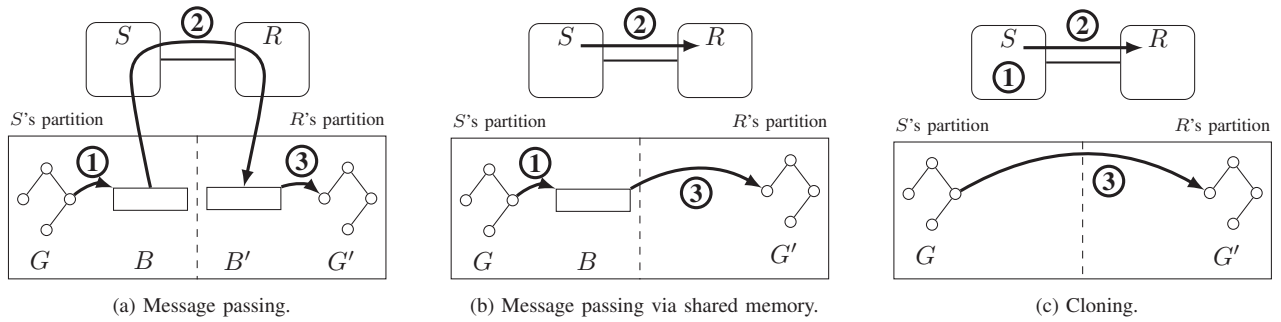 S ② R
S's partition R's partition
① ③
G B B′ G′
(a) Message passing.
② 
S R
S's partition R's partition
① ③
G B G′
(b) Message passing via shared memory.
②
S R
①
S's partition R's partition
③
G G′
(c) Cloning.